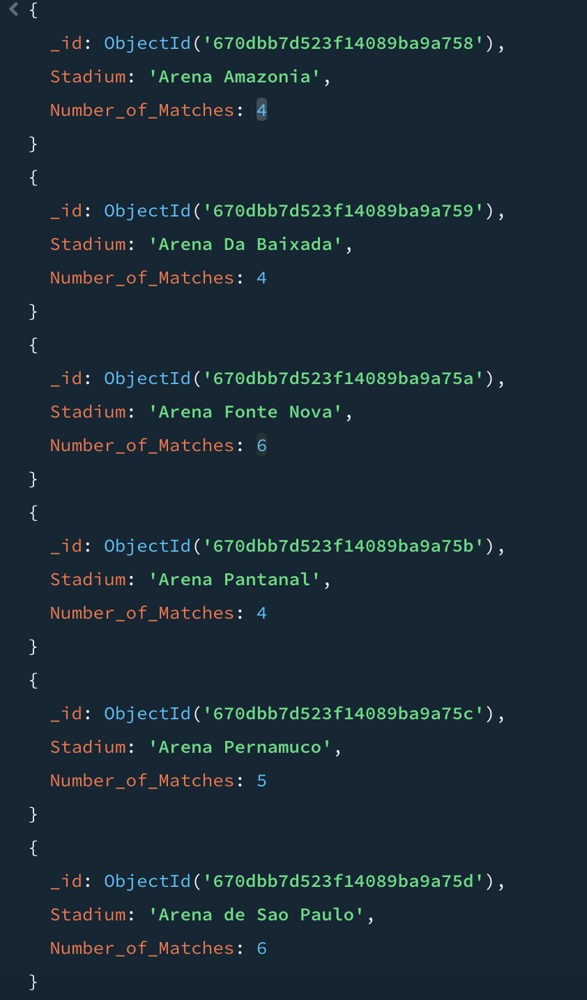 {
_id: ObjectId('670dbb7d523f14089ba9a758'),
Stadium: 'Arena Amazonia',
Number_of_Matches: 4
}
{
_id: ObjectId('670dbb7d523f14089ba9a759'),
Stadium: 'Arena Da Baixada',
Number_of_Matches: 4
}
{
_id: ObjectId('670dbb7d523f14089ba9a75a'),
Stadium: 'Arena Fonte Nova',
Number_of_Matches: 6
}
{
_id: ObjectId('670dbb7d523f14089ba9a75b'),
Stadium: 'Arena Pantanal',
Number_of_Matches: 4
}
{
_id: ObjectId('670dbb7d523f14089ba9a75c'),
Stadium: 'Arena Pernamuco',
Number_of_Matches: 5
}
{
_id: ObjectId('670dbb7d523f14089ba9a75d'),
Stadium: 'Arena de Sao Paulo',
Number_of_Matches: 6
}